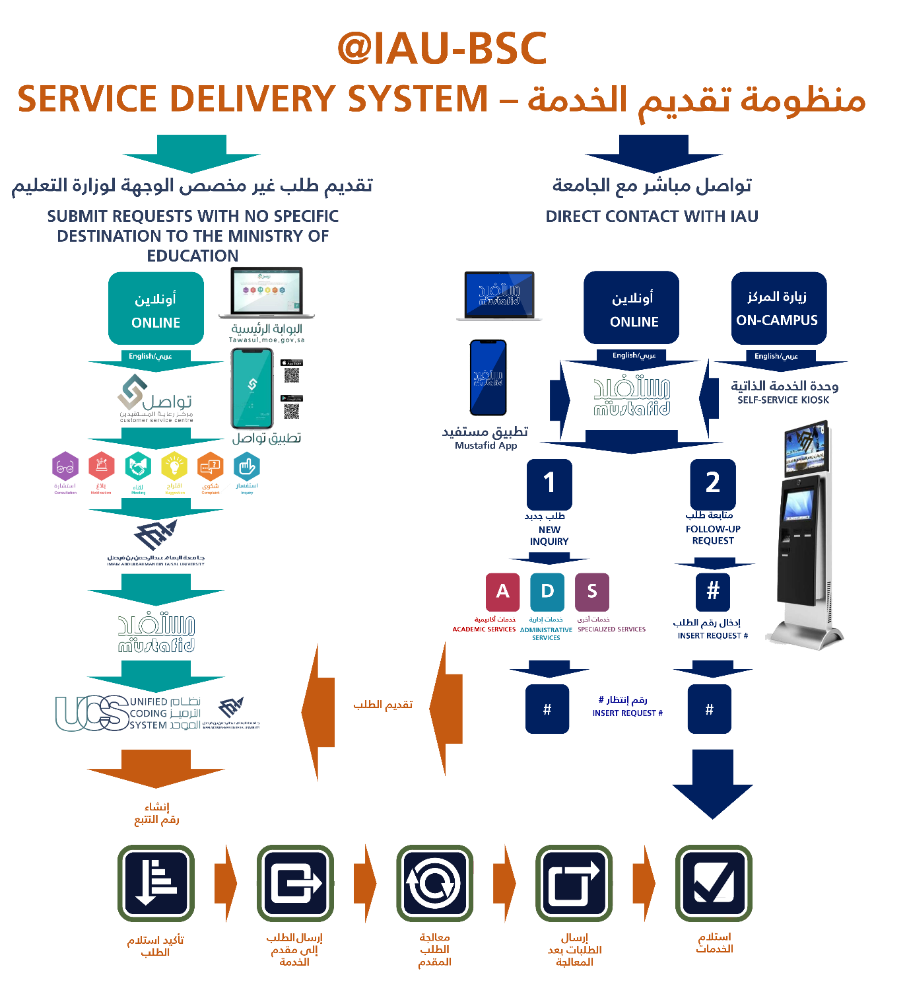 @IAU-BSC
SERVICE DELIVERY SYSTEM – منظومة تقديم الخدمة
تقديم طلب غير مخصص الوجهة لوزارة التعليم
SUBMIT REQUESTS WITH NO SPECIFIC
DESTINATION TO THE MINISTRY OF
EDUCATION
أونلاين
ONLINE
البوابة الرئيسية
Tawasul.moe.gov.sa
English/عربي
تواصل
مركز رعاية المستفيدين
customer service centre
تطبيق تواصل
استشارة
Consultation
بلاغ
لقاء
Meeting
اقتراح
Suggestion
شكوى
Complaint
استفسار
Inquiry
جامعة الإمام عبدالرحمن بن فيصل
IMAM ABDULRAHMAN BIN FAISAL UNIVERSITY
مستفيد
mustafid
UCS
UNIFIED
CODING
SYSTEM
نظام
الترميز
الموحد
تواصل مباشر مع الجامعة
DIRECT CONTACT WITH IAU
مستفيد
mustafid
أونلاين
ONLINE
زيارة المركز
ON-CAMPUS
English/عربي
English/عربي
مستفيد
mustafid
مستفيد
mustafid
وحدة الخدمة الذاتية
SELF-SERVICE KIOSK
تطبيق مستفيد
Mustafid App
1
طلب جديد
NEW
INQUIRY
2
متابعة طلب
FOLLOW-UP
REQUEST
A
خدمات أكاديمية
ACADEMIC SERVICES
D
خدمات إدارية
ADMINISTRATIVE
SERVICES
S
خدمات أخرى
SPECIALIZED SERVICES
#
إدخال رقم الطلب
INSERT REQUEST #
#
رقم إنتظار #
INSERT REQUEST #
#
تقديم الطلب
إنشاء
رقم التتبع
تأكيد استلام
الطلب
إرسال الطلب
إلى مقدم
الخدمة
معالجة
الطلب
المقدم
إرسال
الطلبات بعد
المعالجة
استلام
الخدمات